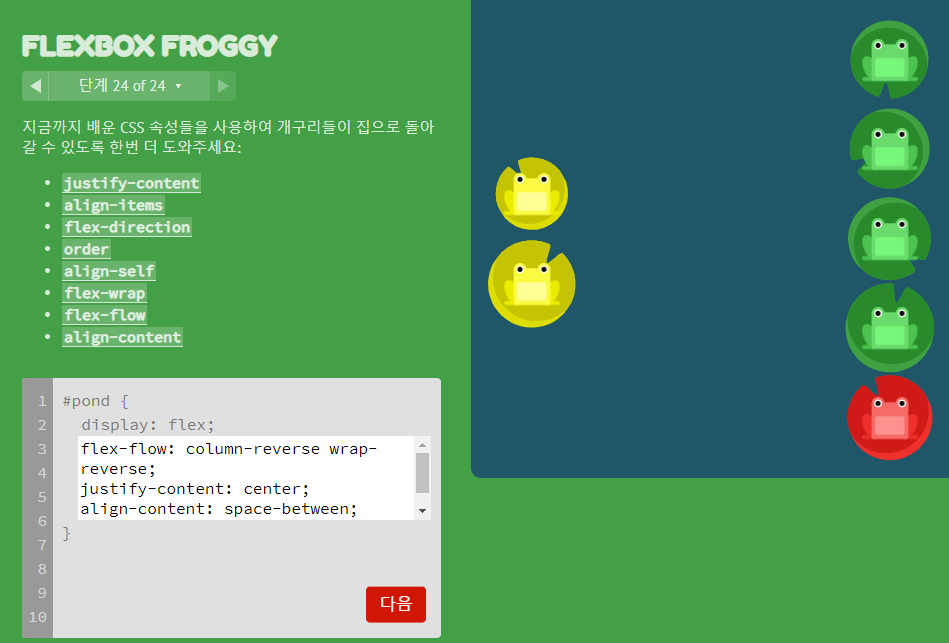 FLEXBOX FROGGY
◀ 단계 24 of 24 ▾ ▶
지금까지 배운 CSS 속성들을 사용하여 개구리들이 집으로 돌아
갈 수 있도록 한번 더 도와주세요:
• justify-content
• align-items
• flex-direction
• order
• align-self
• flex-wrap
• flex-flow
• align-content
1 #pond {
2 display: flex;
3 flex-flow: column-reverse wrap-
4 reverse;
5 justify-content: center;
6 align-content: space-between;
7 }
8
9
10
다음